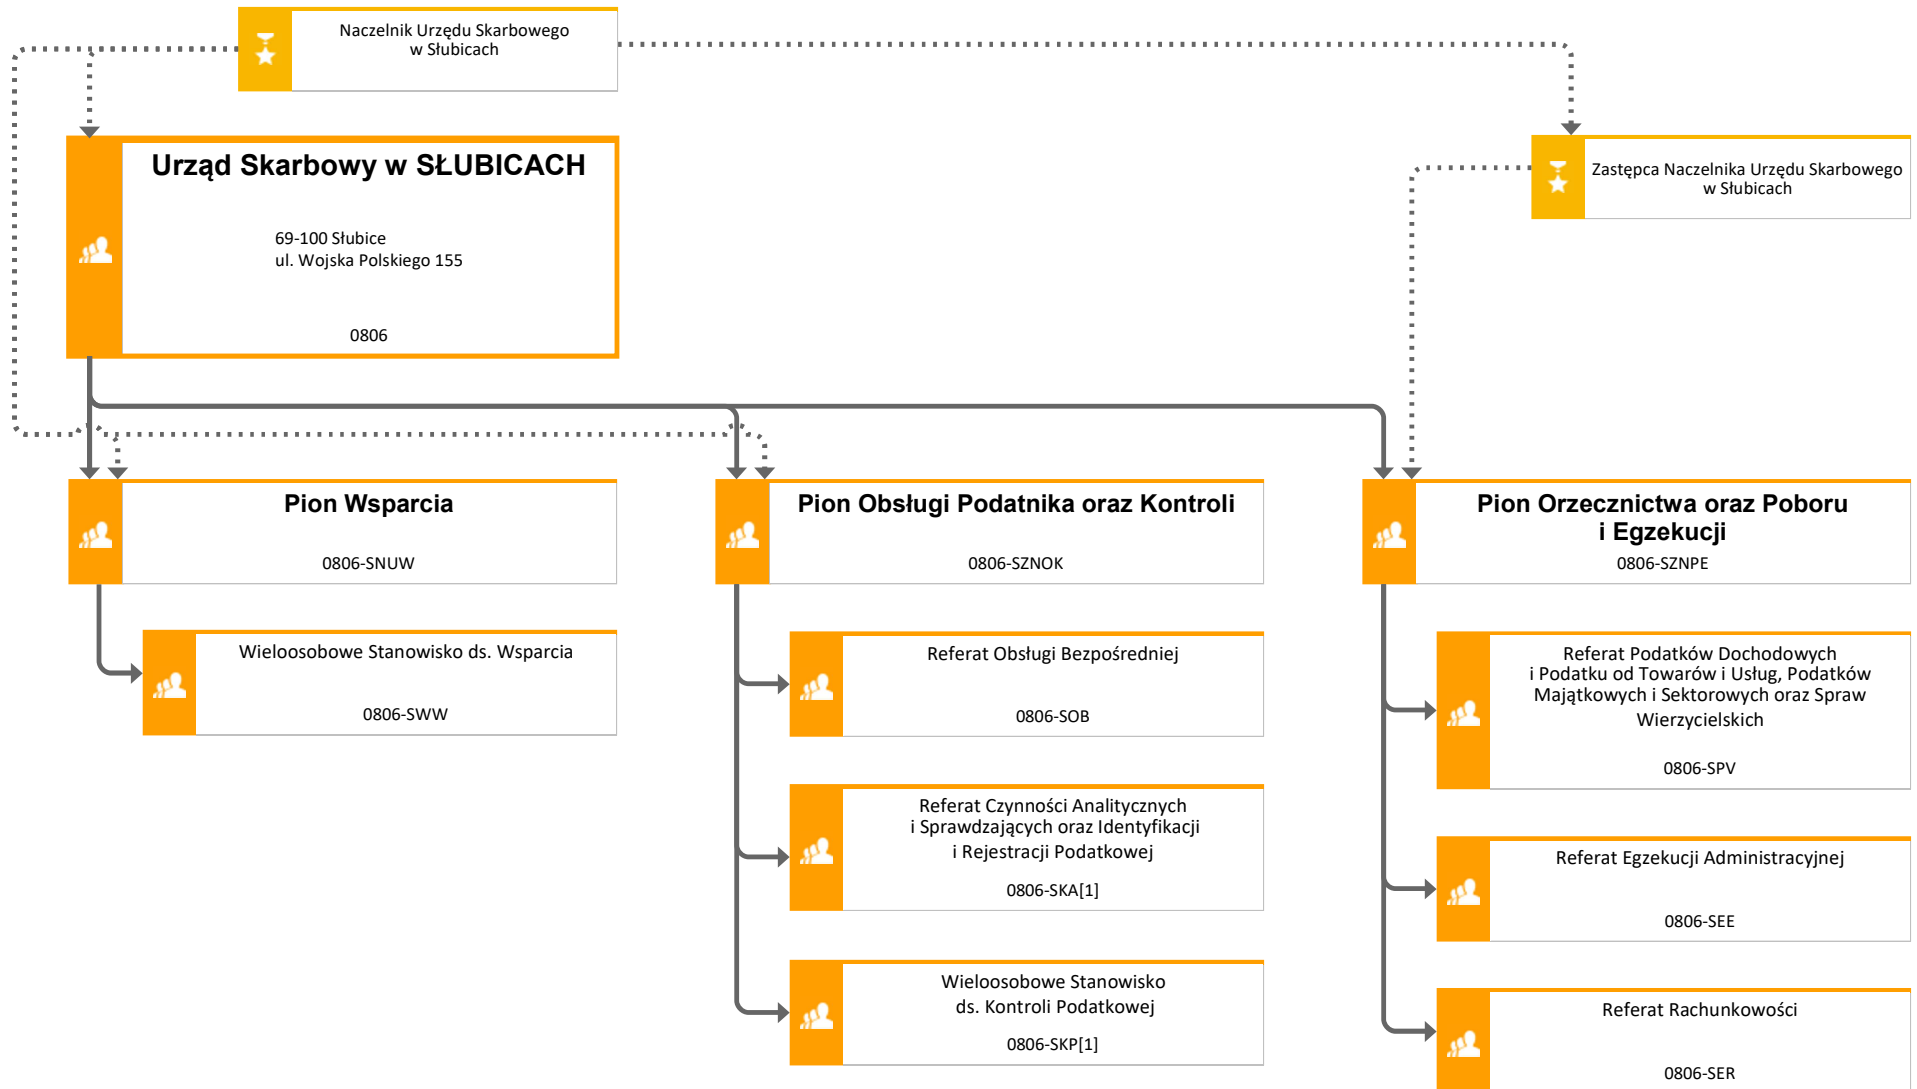 Naczelnik Urzędu Skarbowego
w Słubicach
Urząd Skarbowy w SŁUBICACH
69-100 Słubice
ul. Wojska Polskiego 155
0806
Zastępca Naczelnika Urzędu Skarbowego
w Słubicach
Pion Wsparcia
0806-SNUW
Wieloosobowe Stanowisko ds. Wsparcia
0806-SWW
Pion Obsługi Podatnika oraz Kontroli
0806-SZNOK
Referat Obsługi Bezpośredniej
0806-SOB
Referat Czynności Analitycznych
i Sprawdzających oraz Identyfikacji
i Rejestracji Podatkowej
0806-SKA[1]
Wieloosobowe Stanowisko
ds. Kontroli Podatkowej
0806-SKP[1]
Pion Orzecznictwa oraz Poboru
i Egzekucji
0806-SZNPE
Referat Podatków Dochodowych
i Podatku od Towarów i Usług, Podatków
Majątkowych i Sektorowych oraz Spraw
Wierzycielskich
0806-SPV
Referat Egzekucji Administracyjnej
0806-SEE
Referat Rachunkowości
0806-SER